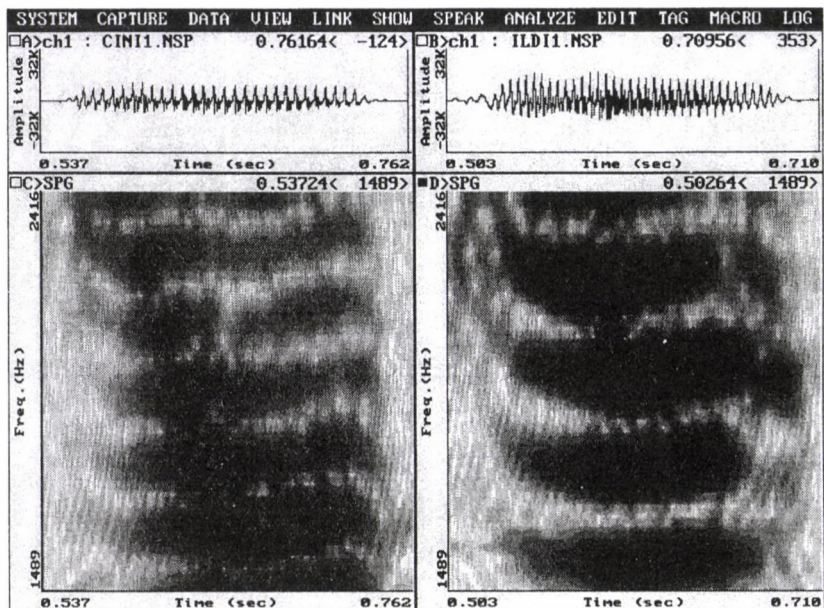 SYSTEM CAPTURE DATA VIEW LINK SHOW SPEAK ANALYZE EDIT TAG MACRO LOG
A>ch1 : CINI1.NSP 0.76164< -124>
Amplitude
32K
-32K
0.537 Time (sec) 0.762
B>ch1 : ILDI1.NSP 0.70956< 353>
Amplitude
32K
-32K
0.503 Time (sec) 0.710
C>SPG 0.53724< 1489>
2416
Freq.(Hz)
1489
0.537 Time (sec) 0.762
D>SPG 0.50264< 1489>
2416
Freq.(Hz)
1489
0.503 Time (sec) 0.710